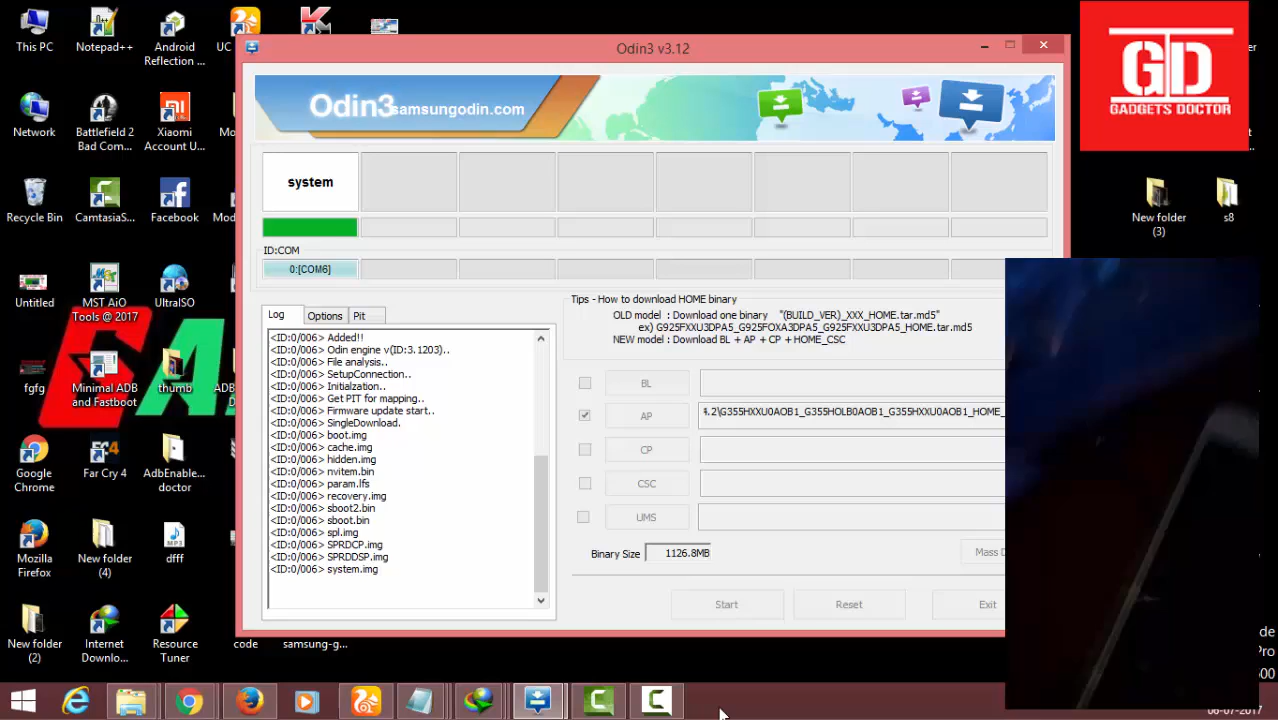 This PC
Notepad++
Android
Reflection ...
UC
Odin3 v3.12
GD
GADGETS DOCTOR
Odin3
samsungodin.com
Network
Battlefield 2
Bad Com...
Xiaomi
Account U...
system
Recycle Bin
CamtasiaS...
Facebook
New folder
(3)
s8
ID:COM
0:[COM6]
Untitled
MST AiO
Tools @ 2017
UltraISO
Log
Options
Pit
Tips - How to download HOME binary
OLD model : Download one binary "(BUILD_VER)_XXX_HOME.tar.md5"
ex) G925FXXU3DPA5_G925FOXA3DPA5_G925FXXU3DPA5_HOME.tar.md5
NEW model : Download BL + AP + CP + HOME_CSC
<ID:0/006> Added!!
<ID:0/006> Odin engine v(ID:3.1203)..
<ID:0/006> File analysis..
<ID:0/006> SetupConnection..
<ID:0/006> Initialzation..
<ID:0/006> Get PIT for mapping..
<ID:0/006> Firmware update start..
<ID:0/006> SingleDownload.
<ID:0/006> boot.img
<ID:0/006> cache.img
<ID:0/006> hidden.img
<ID:0/006> nvitem.bin
<ID:0/006> param.lfs
<ID:0/006> recovery.img
<ID:0/006> sboot2.bin
<ID:0/006> sboot.bin
<ID:0/006> spl.img
<ID:0/006> SPRDCP.img
<ID:0/006> SPRDDSP.img
<ID:0/006> system.img
BL
AP
4.2\G355HXXU0AOB1_G355HOLB0AOB1_G355HXXU0AOB1_HOME_
CP
CSC
UMS
Binary Size
1126.8MB
Mass D
Start
Reset
Exit
fgfg
Minimal ADB
and Fastboot
thumb
Google
Chrome
Far Cry 4
AdbEnable...
doctor
Mozilla
Firefox
New folder
(4)
dfff
New folder
(2)
Internet
Downlo...
Resource
Tuner
code
samsung-g...
de
Pro
06-07-2017